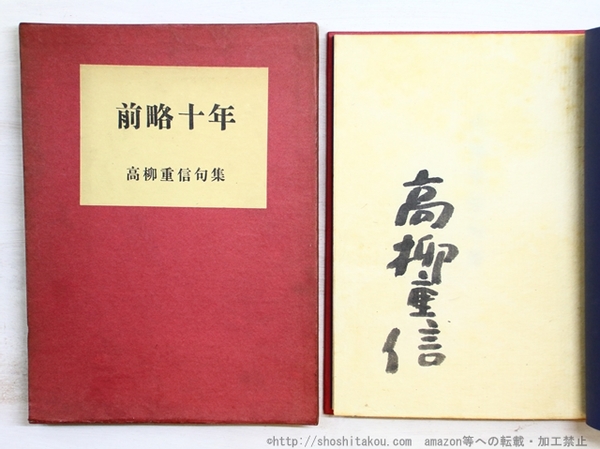 前略十年
高柳重信句集
高柳重信
©http://shoshitakou.com amazon等への転載・加工禁止